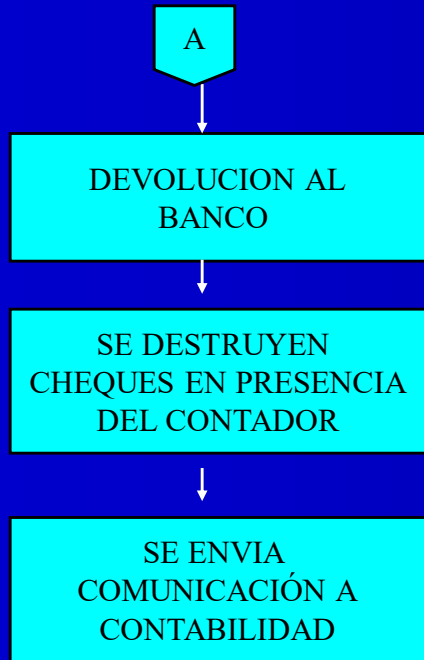 A
DEVOLUCION AL
BANCO
SE DESTRUYEN
CHEQUES EN PRESENCIA
DEL CONTADOR
SE ENVIA
COMUNICACIÓN A
CONTABILIDAD